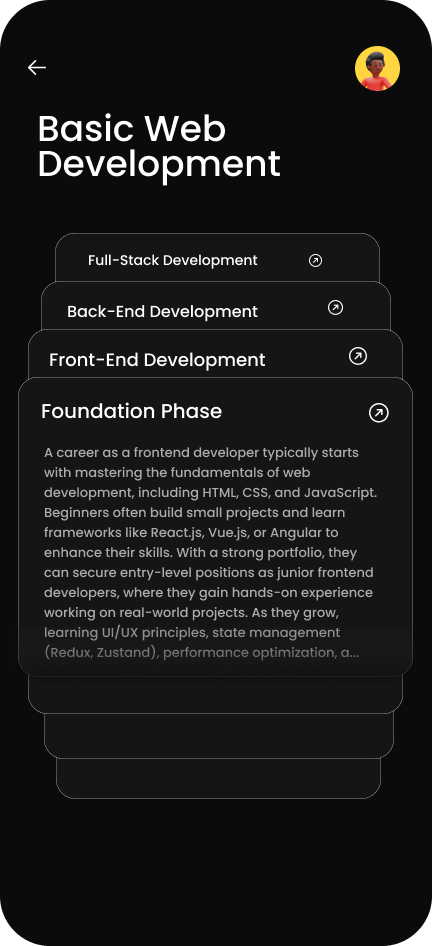 Basic Web
Development
Full-Stack Development
Back-End Development
Front-End Development
Foundation Phase
A career as a frontend developer typically starts
with mastering the fundamentals of web
development, including HTML, CSS, and JavaScript.
Beginners often build small projects and learn
frameworks like React.js, Vue.js, or Angular to
enhance their skills. With a strong portfolio, they
can secure entry-level positions as junior frontend
developers, where they gain hands-on experience
working on real-world projects. As they grow,
learning UI/UX principles, state management
(Redux, Zustand), performance optimization, a...